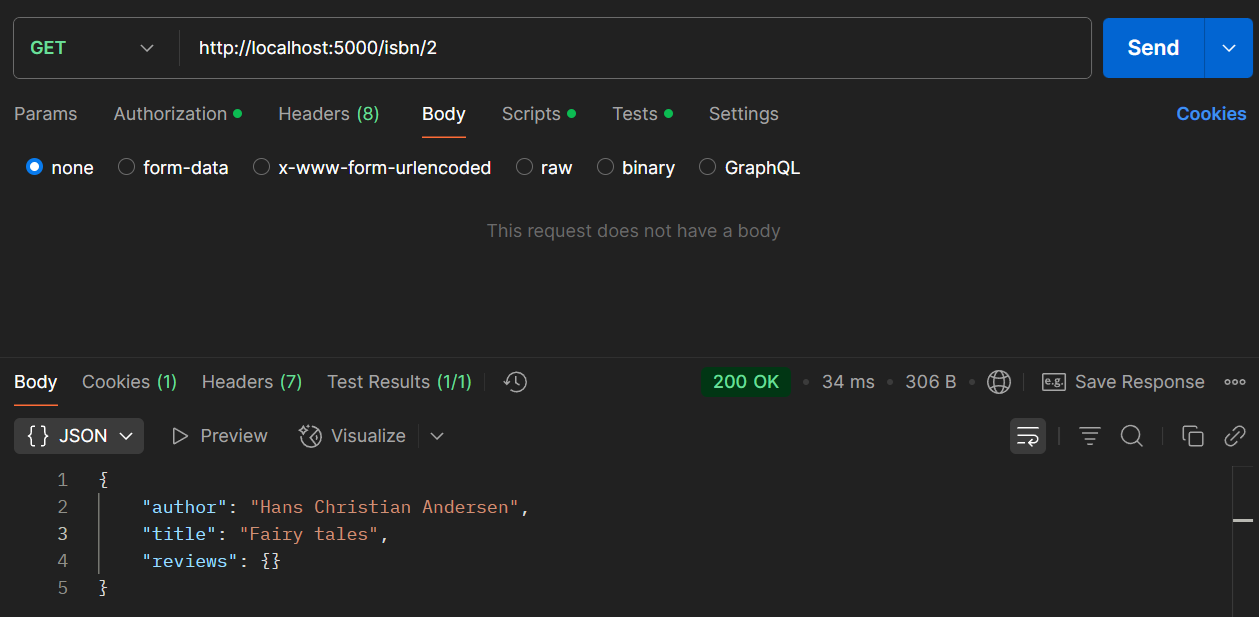 GET http://localhost:5000/isbn/2 Send
Params Authorization Headers (8) Body Scripts Tests Settings Cookies
none form-data x-www-form-urlencoded raw binary GraphQL
This request does not have a body
Body Cookies (1) Headers (7) Test Results (1/1) 200 OK 34 ms 306 B e.g. Save Response
{} JSON Preview Visualize
1 {
2 "author": "Hans Christian Andersen",
3 "title": "Fairy tales",
4 "reviews": {}
5 }